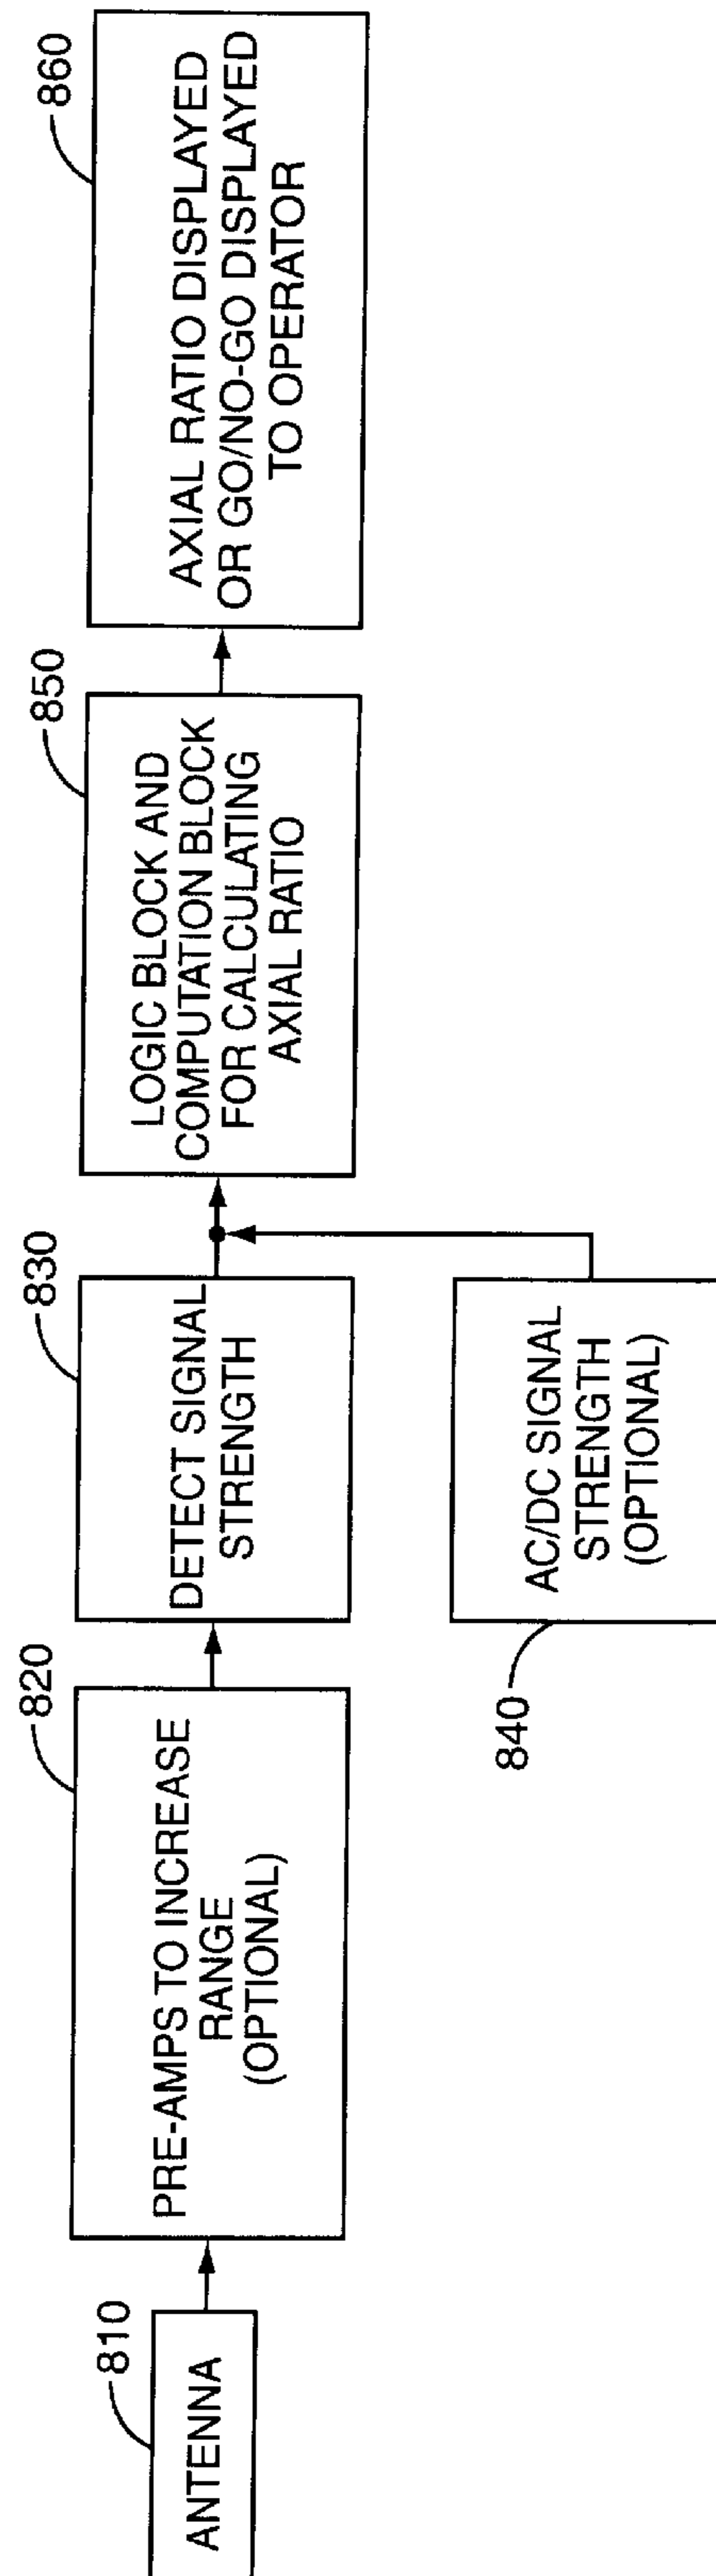 810
ANTENNA
820
PRE-AMPS TO INCREASE
RANGE
(OPTIONAL)
830
DETECT SIGNAL
STRENGTH
840
AC/DC SIGNAL
STRENGTH
(OPTIONAL)
850
LOGIC BLOCK AND
COMPUTATION BLOCK
FOR CALCULATING
AXIAL RATIO
860
AXIAL RATIO DISPLAYED
OR GO/NO-GO DISPLAYED
TO OPERATOR